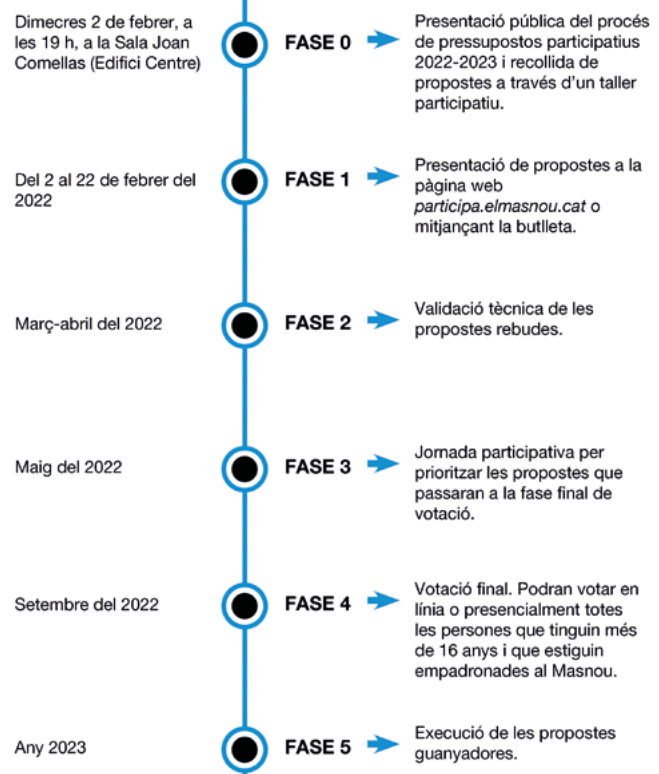 Dimecres 2 de febrer, a
les 19 h, a la Sala Joan
Comellas (Edifici Centre)
FASE 0
Presentació pública del procés
de pressupostos participatius
2022-2023 i recollida de
propostes a través d'un taller
participatiu.
Del 2 al 22 de febrer del
2022
FASE 1
Presentació de propostes a la
pàgina web
participa.elmasnou.cat o
mitjançant la butlleta.
Març-abril del 2022
FASE 2
Validació tècnica de les
propostes rebudes.
Maig del 2022
FASE 3
Jornada participativa per
prioritzar les propostes que
passaran a la fase final de
votació.
Setembre del 2022
FASE 4
Votació final. Podran votar en
línia o presencialment totes
les persones que tinguin més
de 16 anys i que estiguin
empadronades al Masnou.
Any 2023
FASE 5
Execució de les propostes
guanyadores.